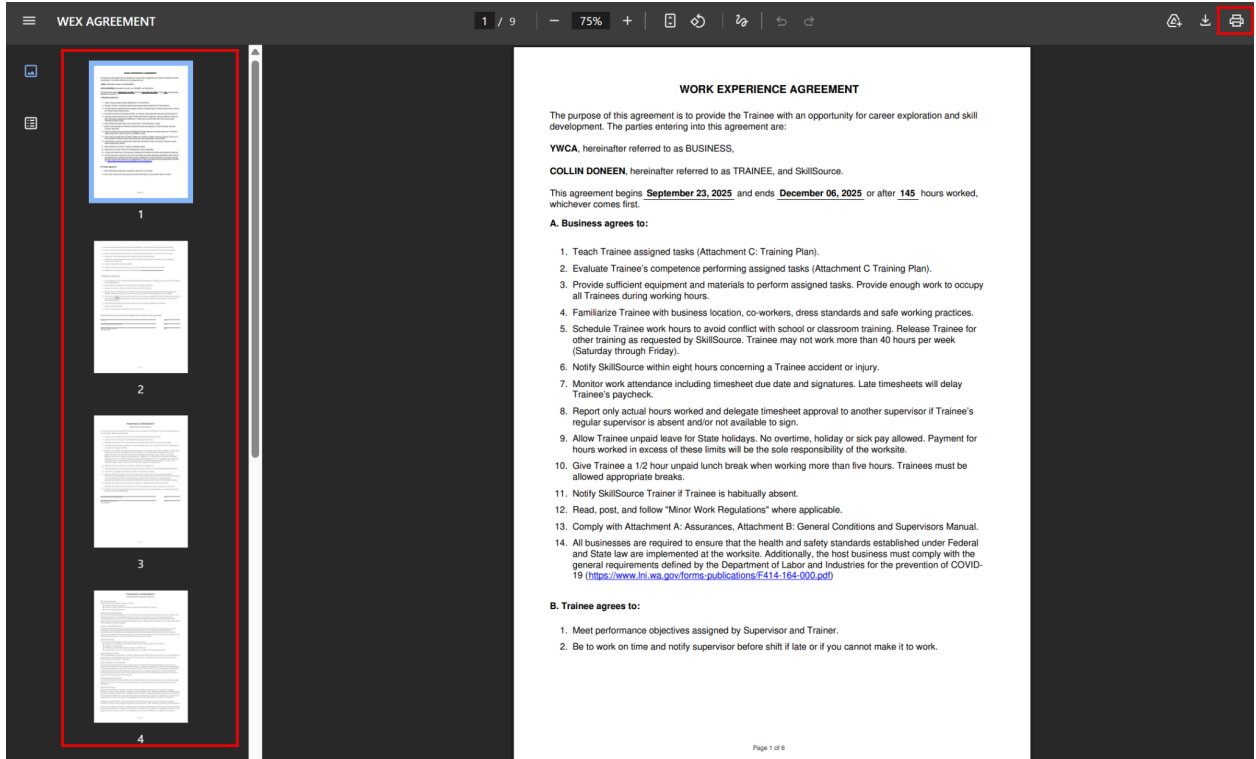 WEX AGREEMENT
1 / 9
75%
1
2
3
4
WORK EXPERIENCE AGREEMENT
The purpose of this agreement is to provide the Trainee with an opportunity for career exploration and skill
development. The parties entering into this agreement are:
YWCA, hereinafter referred to as BUSINESS,
COLLIN DONEEN, hereinafter referred to as TRAINEE, and SkillSource.
This agreement begins September 23, 2025 and ends December 06, 2025 or after 145 hours worked,
whichever comes first.
A. Business agrees to:
1. Teach Trainee assigned tasks (Attachment C: Training Plan).
2. Evaluate Trainee's competence performing assigned tasks (Attachment C Training Plan).
3. Provide sufficient equipment and materials to perform assigned tasks. Provide enough work to occupy
all Trainees during working hours.
4. Familiarize Trainee with business location, co-workers, dress standards and safe working practices.
5. Schedule Trainee work hours to avoid conflict with school or classroom training. Release Trainee for
other training as requested by SkillSource. Trainee may not work more than 40 hours per week
(Saturday through Friday).
6. Notify SkillSource within eight hours concerning a Trainee accident or injury.
7. Monitor work attendance including timesheet due date and signatures. Late timesheets will delay
Trainee's paycheck.
8. Report only actual hours worked and delegate timesheet approval to another supervisor if Trainee's
regular supervisor is absent and/or not available to sign.
9. Allow Trainee unpaid leave for State holidays. No overtime, holiday or sick pay allowed. Payment for
hours worked in excess of these limits will be the sole responsibility of the worksite.
10. Give Trainee a 1/2 hour unpaid lunch break when working more than five hours. Trainees must be
allowed appropriate breaks.
11. Notify SkillSource Trainer if Trainee is habitually absent.
12. Read, post, and follow "Minor Work Regulations" where applicable.
13. Comply with Attachment A: Assurances, Attachment B: General Conditions and Supervisors Manual.
14. All businesses are required to ensure that the health and safety standards established under Federal
and State law are implemented at the worksite. Additionally, the host business must comply with the
general requirements defined by the Department of Labor and Industries for the prevention of COVID-
19 (https://www.lni.wa.gov/forms-publications/F414-164-000.pdf)
B. Trainee agrees to:
1. Meet performance objectives assigned by Supervisor and Trainer.
2. Be to work on time and notify supervisor before shift if late or if you cannot make it to work.
Page 1 of 6